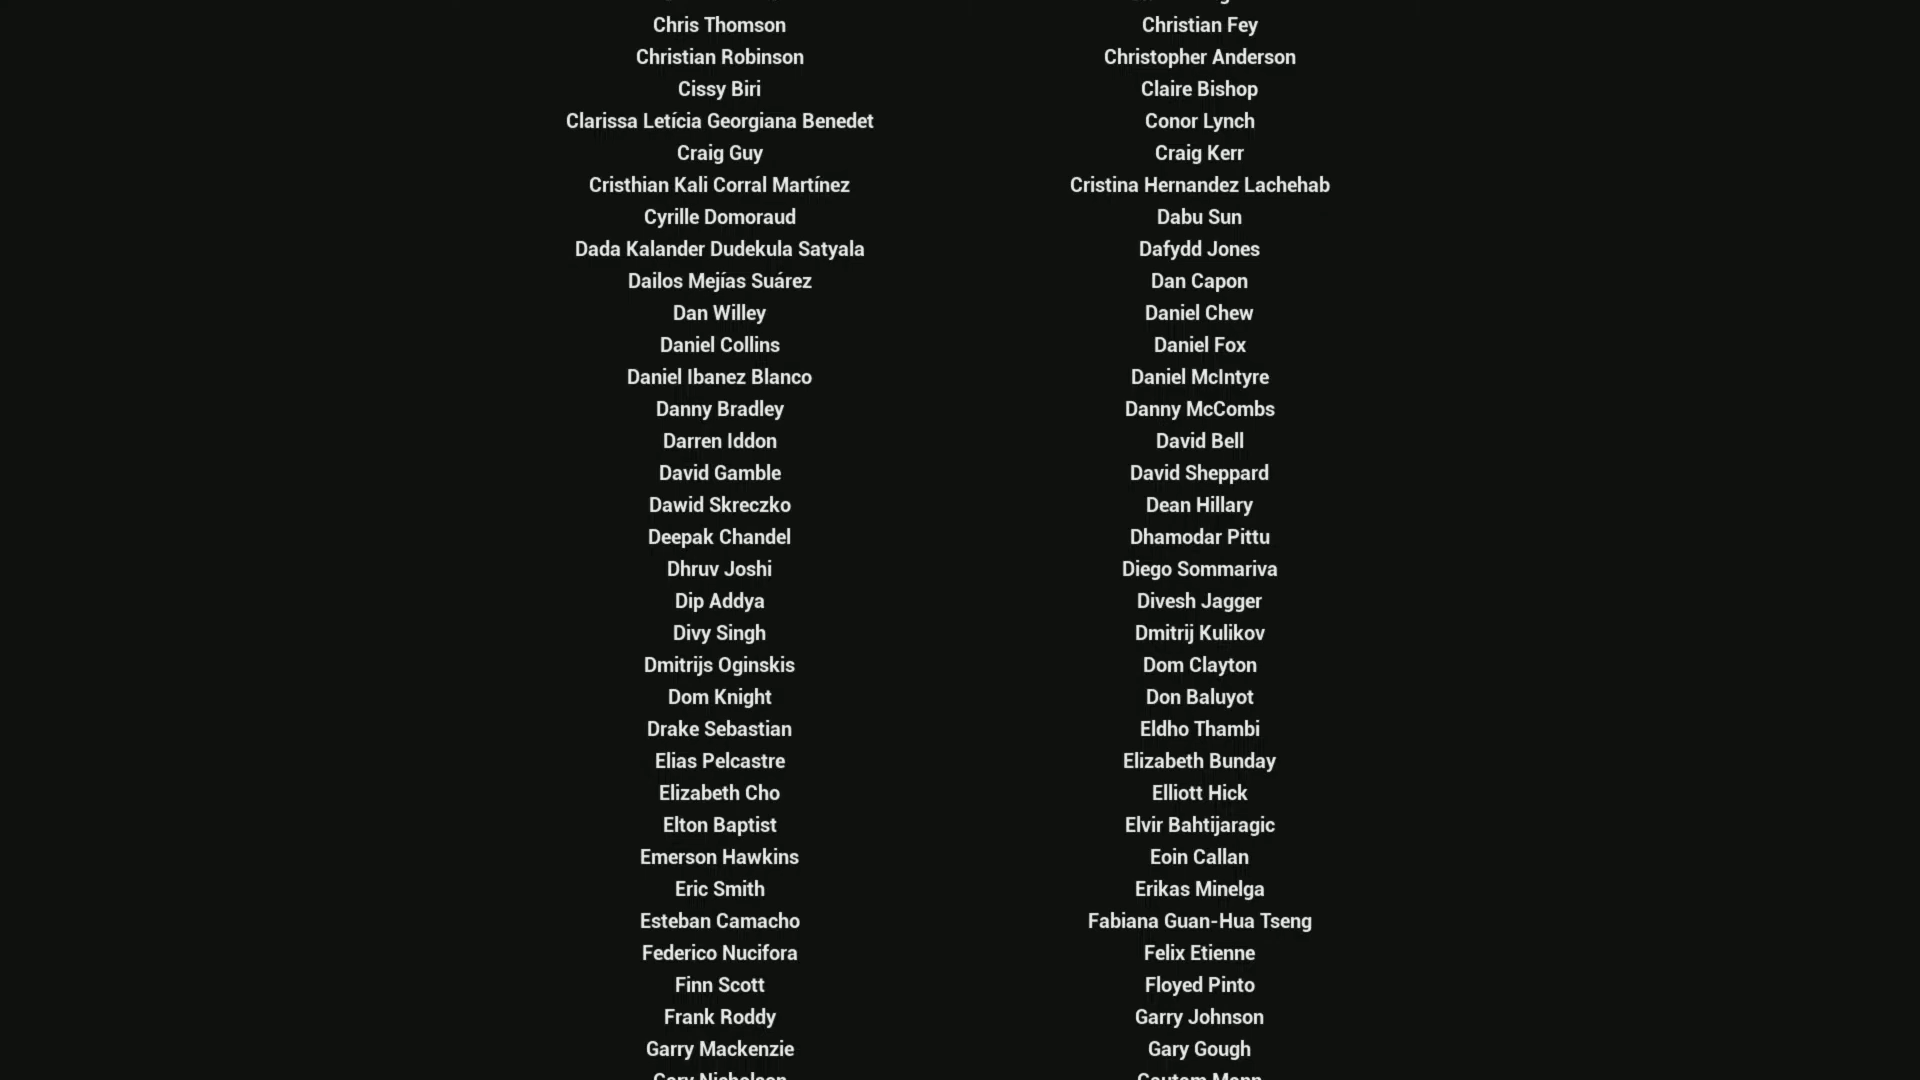 Chris Thomson Christian Fey
Christian Robinson Christopher Anderson
Cissy Biri Claire Bishop
Clarissa Letícia Georgiana Benedet Conor Lynch
Craig Guy Craig Kerr
Cristhian Kali Corral Martínez Cristina Hernandez Lachehab
Cyrille Domoraud Dabu Sun
Dada Kalander Dudekula Satyala Dafydd Jones
Dailos Mejías Suárez Dan Capon
Dan Willey Daniel Chew
Daniel Collins Daniel Fox
Daniel Ibanez Blanco Daniel McIntyre
Danny Bradley Danny McCombs
Darren Iddon David Bell
David Gamble David Sheppard
Dawid Skreczko Dean Hillary
Deepak Chandel Dhamodar Pittu
Dhruv Joshi Diego Sommariva
Dip Addya Divesh Jagger
Divy Singh Dmitrij Kulikov
Dmitrijs Oginskis Dom Clayton
Dom Knight Don Baluyot
Drake Sebastian Eldho Thambi
Elias Pelcastre Elizabeth Bunday
Elizabeth Cho Elliott Hick
Elton Baptist Elvir Bahtijaragic
Emerson Hawkins Eoin Callan
Eric Smith Erikas Minelga
Esteban Camacho Fabiana Guan-Hua Tseng
Federico Nucifora Felix Etienne
Finn Scott Floyed Pinto
Frank Roddy Garry Johnson
Garry Mackenzie Gary Gough